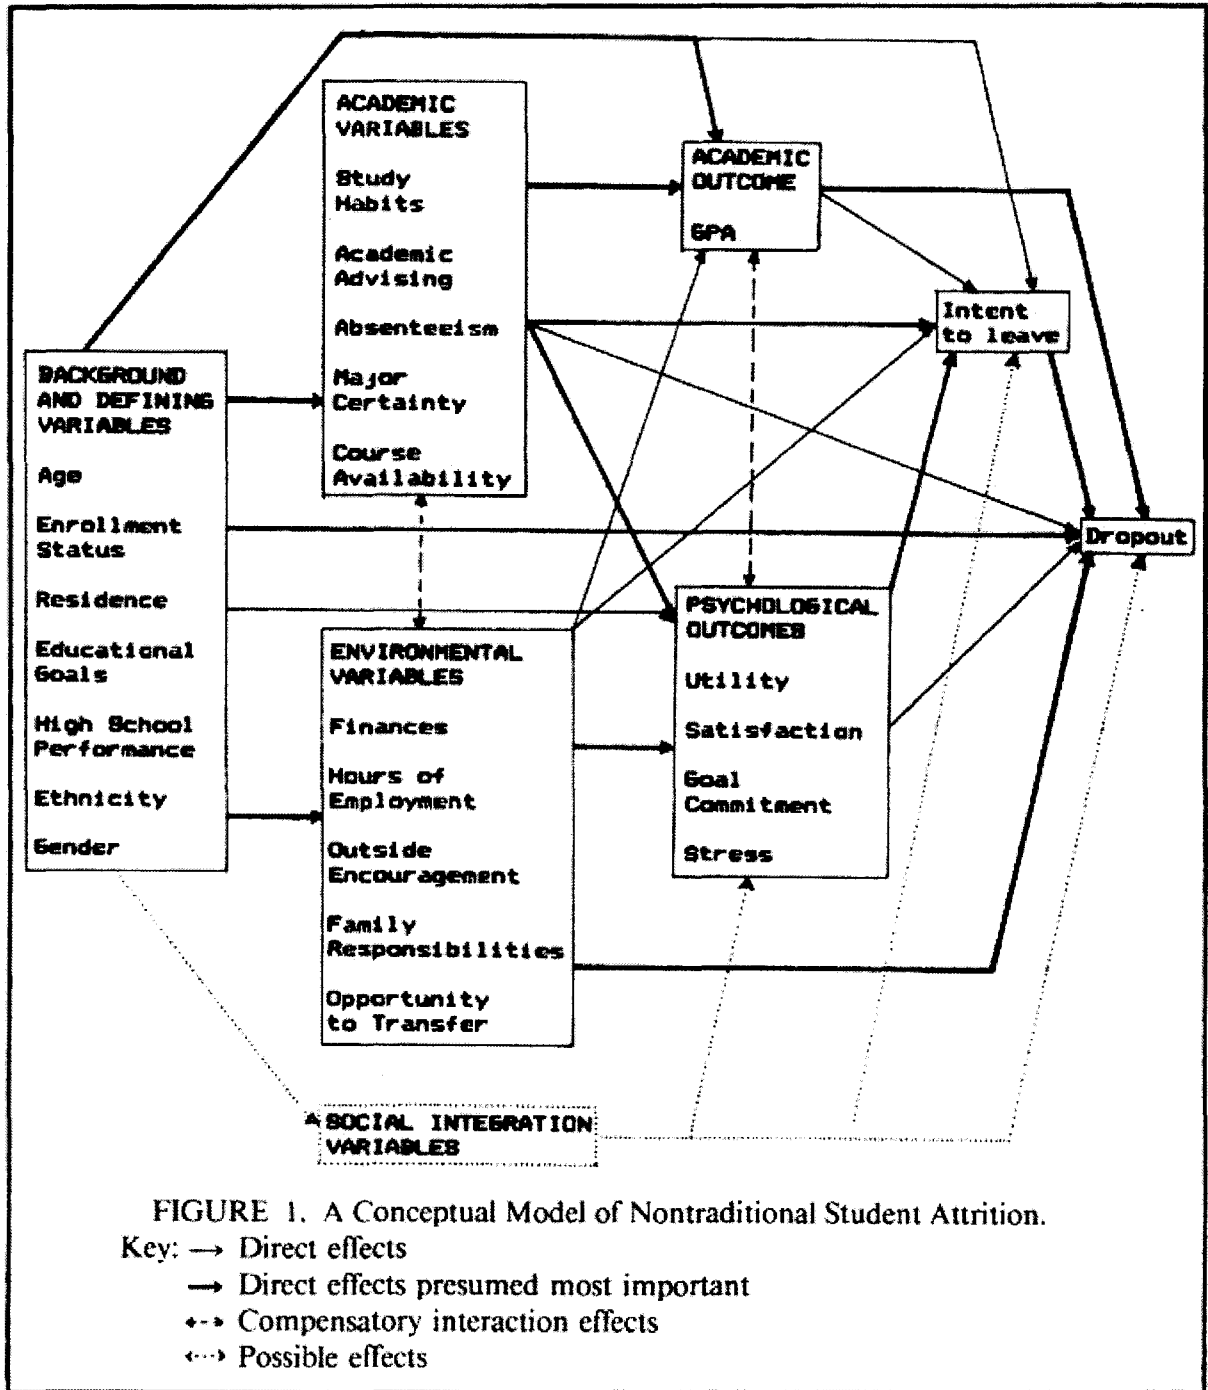 ACADEMIC
VARIABLES
Study
Habits
Academic
Advising
Absenteeism
Major
Certainty
Course
Availability
ACADEMIC
OUTCOME
GPA
Intent
to leave
BACKGROUND
AND DEFINING
VARIABLES
Age
Enrollment
Status
Residence
Educational
Goals
High School
Performance
Ethnicity
Gender
Dropout
PSYCHOLOGICAL
OUTCOMES
Utility
Satisfaction
Goal
Commitment
Stress
ENVIRONMENTAL
VARIABLES
Finances
Hours of
Employment
Outside
Encouragement
Family
Responsibilities
Opportunity
to Transfer
SOCIAL INTEGRATION
VARIABLES
FIGURE 1. A Conceptual Model of Nontraditional Student Attrition.
Key: → Direct effects
→ Direct effects presumed most important
◂-▸ Compensatory interaction effects
‹···› Possible effects